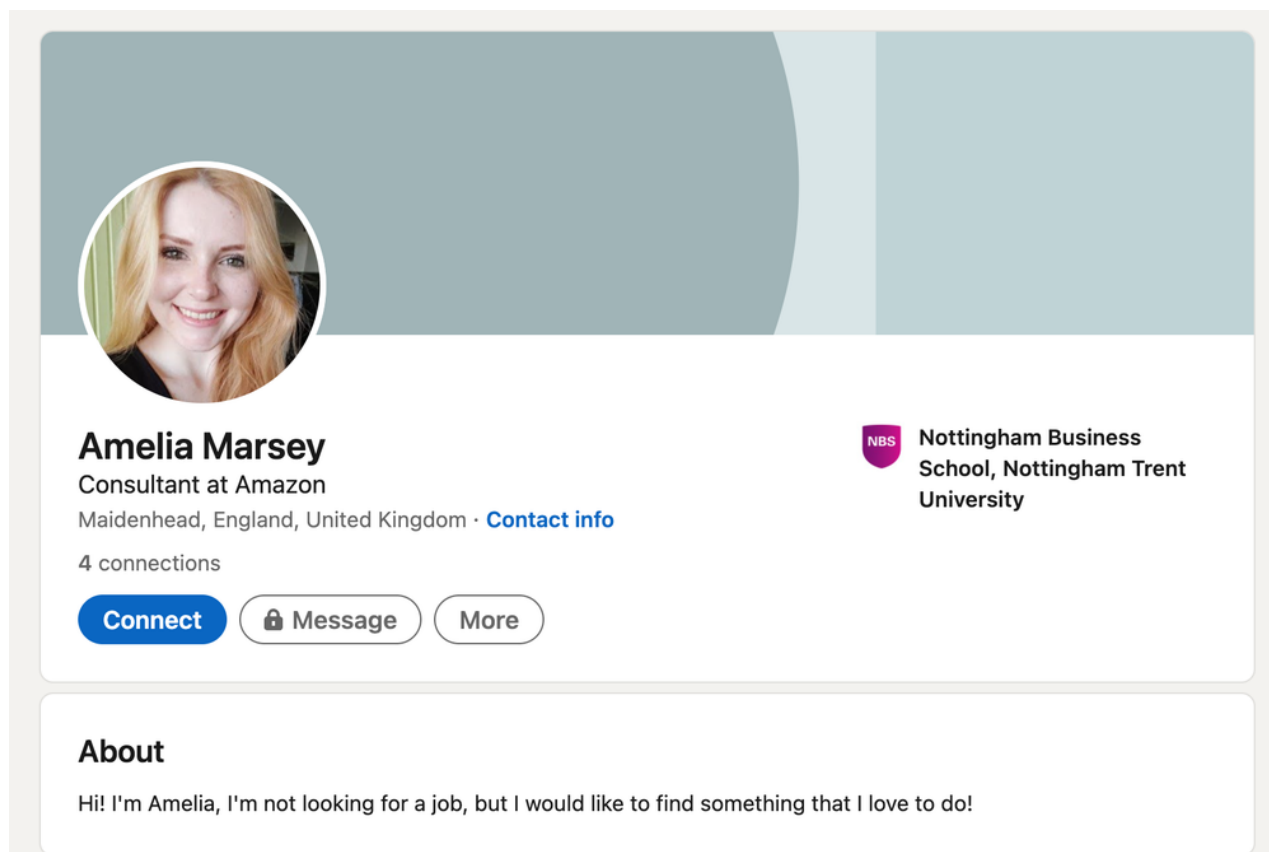 Amelia Marsey
Consultant at Amazon
Maidenhead, England, United Kingdom · Contact info
4 connections
Connect
Message
More
NBS
Nottingham Business
School, Nottingham Trent
University
About
Hi! I'm Amelia, I'm not looking for a job, but I would like to find something that I love to do!